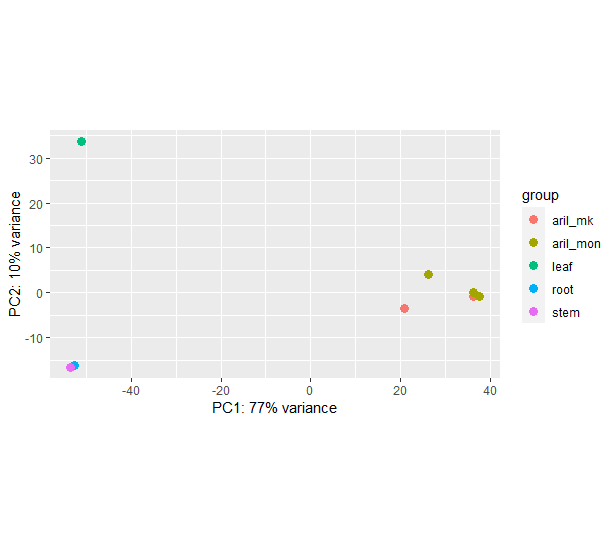 PC2: 10% variance
30
20
10
0
-10
-40
-20
0
20
40
PC1: 77% variance
group
aril_mk
aril_mon
leaf
root
stem